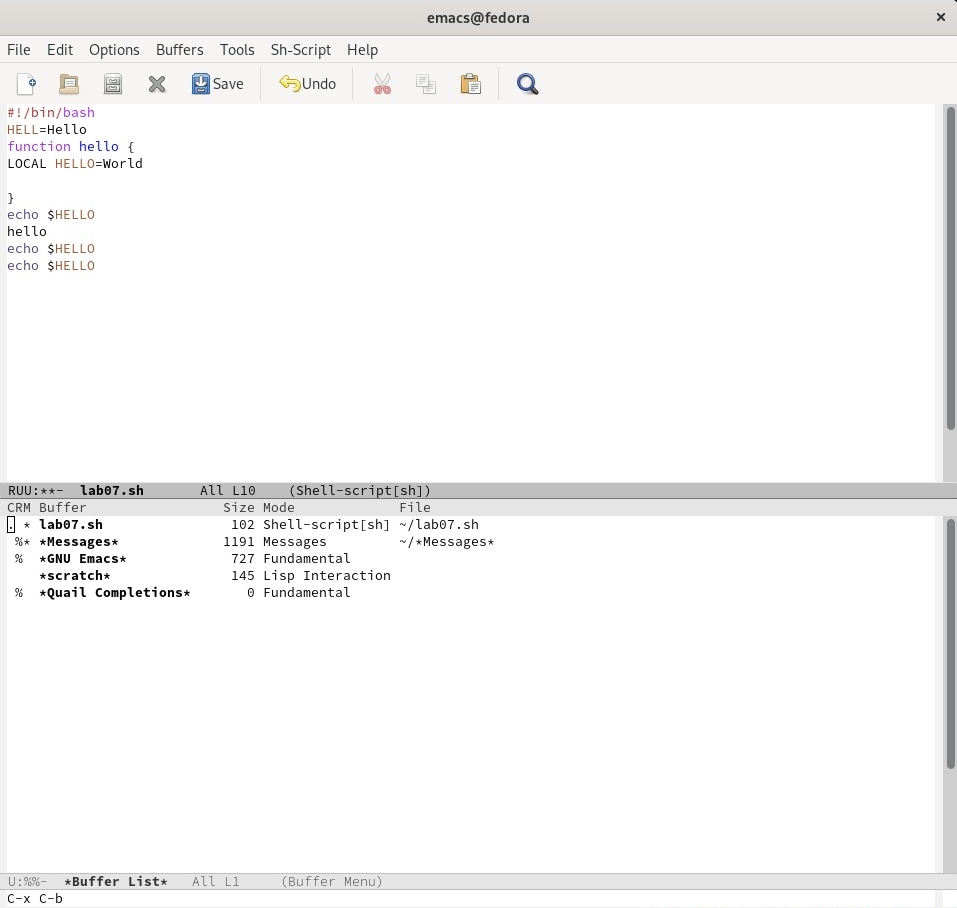 emacs@fedora ×
File Edit Options Buffers Tools Sh-Script Help
Save Undo
#!/bin/bash
HELL=Hello
function hello {
LOCAL HELLO=World
}
echo $HELLO
hello
echo $HELLO
echo $HELLO
RUU:**- lab07.sh All L10 (Shell-script[sh])
CRM Buffer Size Mode File
. * lab07.sh 102 Shell-script[sh] ~/lab07.sh
%* *Messages* 1191 Messages ~/*Messages*
% *GNU Emacs* 727 Fundamental
*scratch* 145 Lisp Interaction
% *Quail Completions* 0 Fundamental
U:%%- *Buffer List* All L1 (Buffer Menu)
C-x C-b